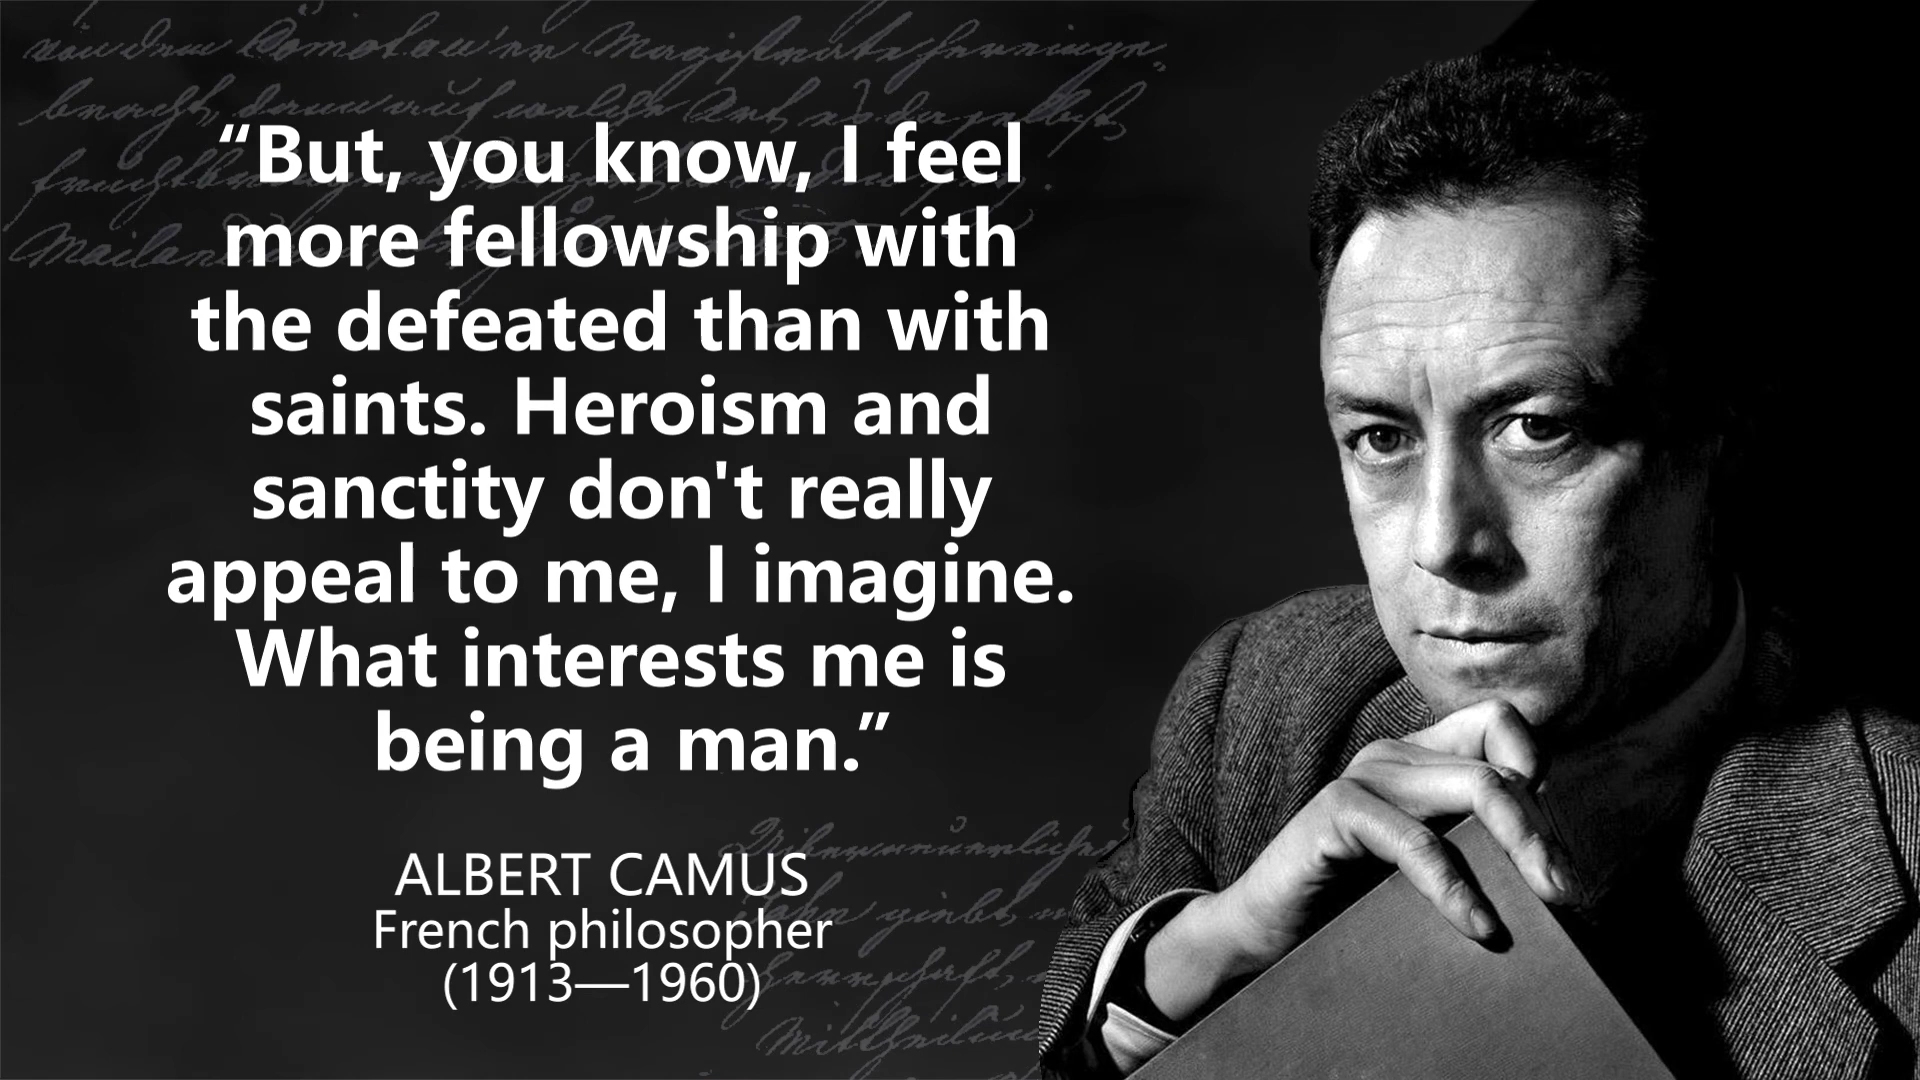 “But, you know, I feel
more fellowship with
the defeated than with
saints. Heroism and
sanctity don't really
appeal to me, I imagine.
What interests me is
being a man.”
ALBERT CAMUS
French philosopher
(1913—1960)